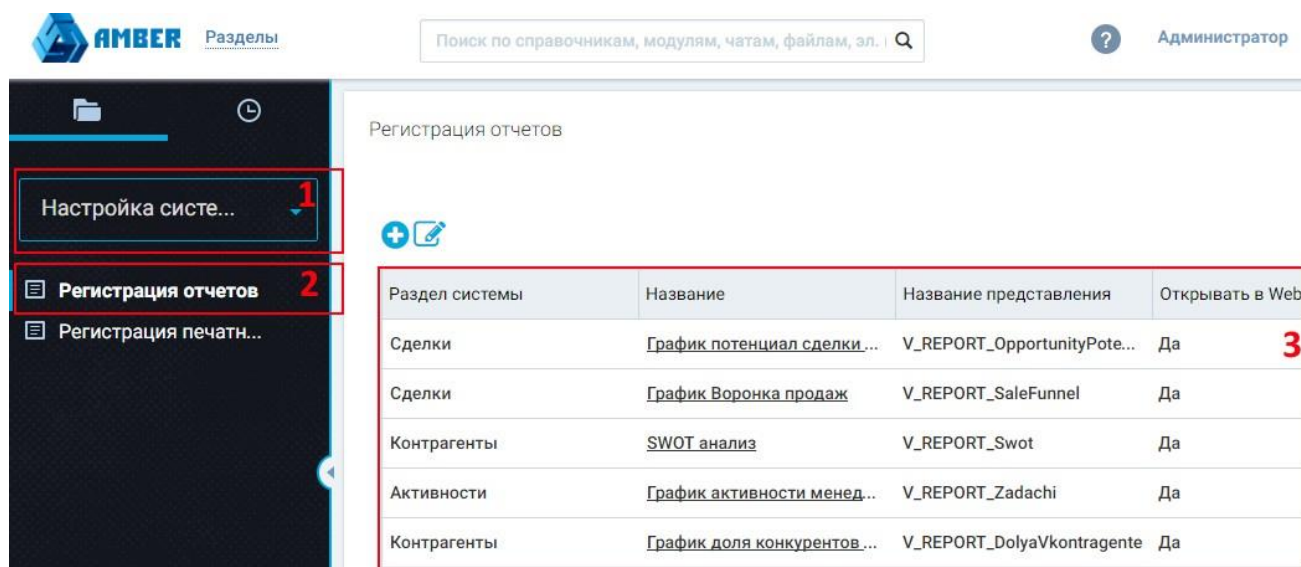 AMBER Разделы Поиск по справочникам, модулям, чатам, файлам, эл. ? Администратор
Регистрация отчетов
Настройка систе... 1
Регистрация отчетов 2
Регистрация печатн...
Раздел системы Название Название представления Открывать в Web
Сделки График потенциал сделки ... V_REPORT_OpportunityPote... Да 3
Сделки График Воронка продаж V_REPORT_SaleFunnel Да
Контрагенты SWOT анализ V_REPORT_Swot Да
Активности График активности менед... V_REPORT_Zadachi Да
Контрагенты График доля конкурентов ... V_REPORT_DolyaVkontragente Да